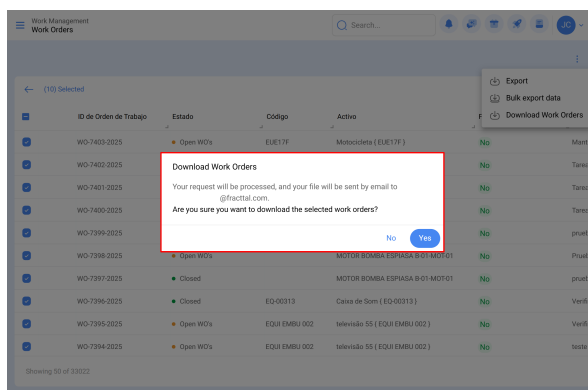 Work Management
Work Orders
Search...
JC
(10) Selected
Export
Bulk export data
Download Work Orders
ID de Orden de Trabajo Estado Código Activo
WO-7403-2025 Open WO's EUE17F Motocicleta { EUE17F } No Mant
WO-7402-2025 No Tarea
WO-7401-2025 No Tarea
WO-7400-2025 No Tarea
WO-7399-2025 No prueb
WO-7398-2025 Open WO's MOTOR BOMBA ESPIASA B-01-MOT-01 No Prueb
WO-7397-2025 Closed MOTOR BOMBA ESPIASA B-01-MOT-01 No prueb
WO-7396-2025 Closed EQ-00313 Caixa de Som { EQ-00313 } No Verifi
WO-7395-2025 Open WO's EQUI EMBU 002 televisão 55 { EQUI EMBU 002 } No Verifi
WO-7394-2025 Open WO's EQUI EMBU 002 televisão 55 { EQUI EMBU 002 } No teste
Download Work Orders
Your request will be processed, and your file will be sent by email to
@fracttal.com.
Are you sure you want to download the selected work orders?
No Yes
Showing 50 of 33022